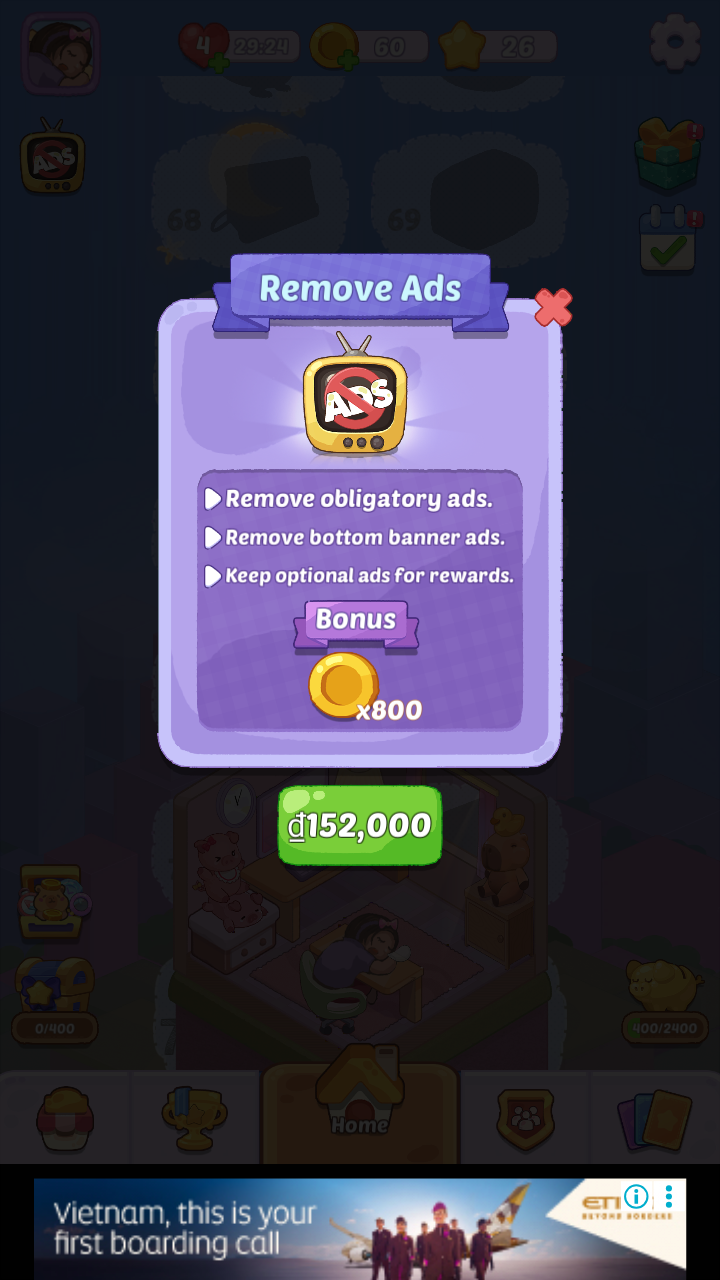 4
29:24
60
26
ADS
68
69
Remove Ads
ADS
Remove obligatory ads.
Remove bottom banner ads.
Keep optional ads for rewards.
Bonus
x800
₫152,000
0/400
400/2400
Home
Vietnam, this is your
first boarding call
BEYOND BORDERS